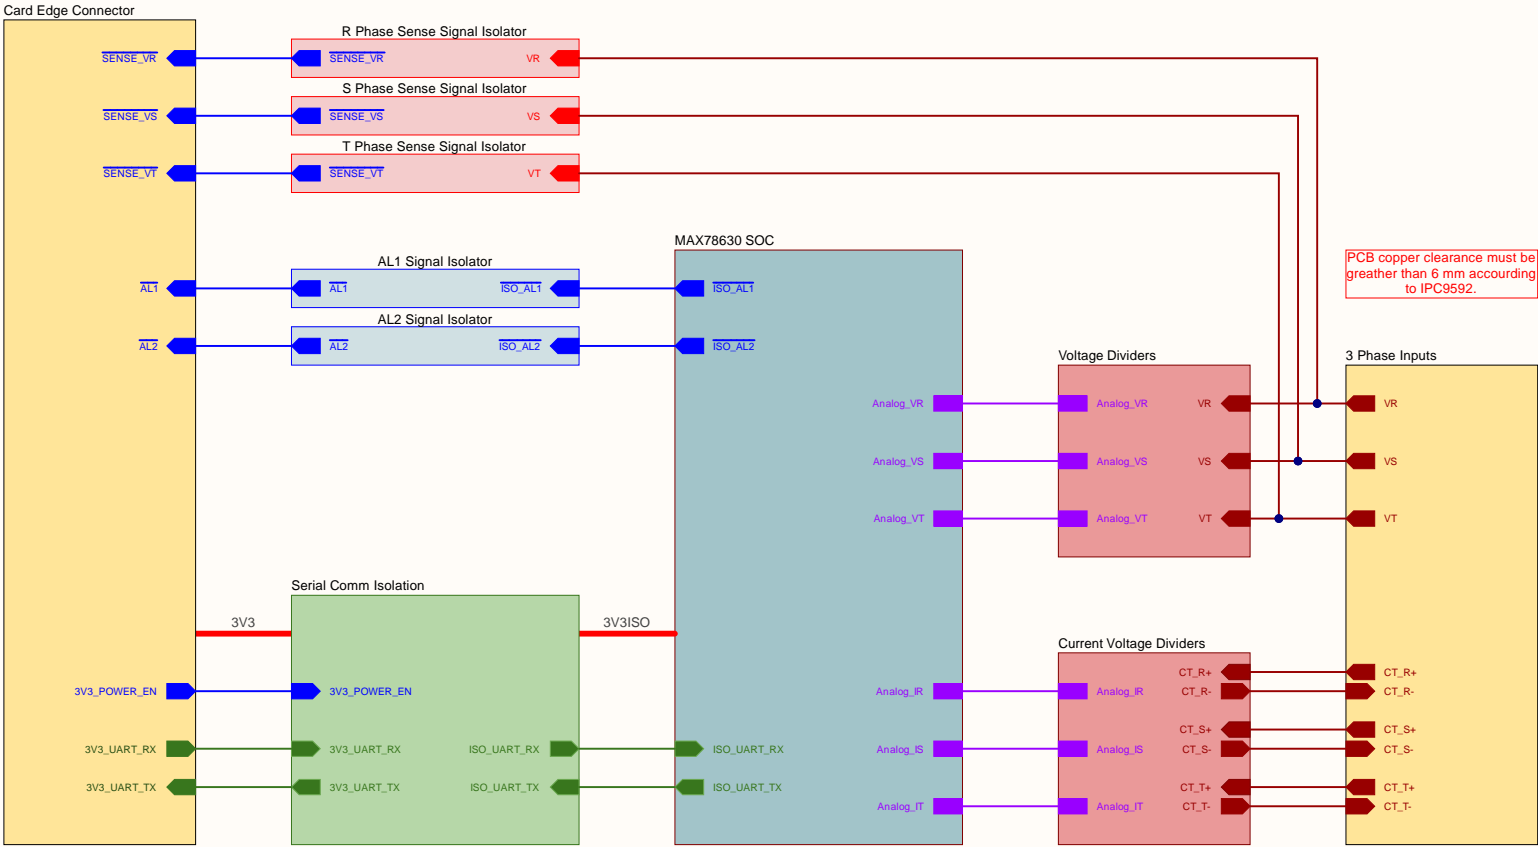 Card Edge Connector
SENSE_VR
SENSE_VS
SENSE_VT
AL1
AL2
3V3_POWER_EN
3V3_UART_RX
3V3_UART_TX
R Phase Sense Signal Isolator
SENSE_VR
VR
S Phase Sense Signal Isolator
SENSE_VS
VS
T Phase Sense Signal Isolator
SENSE_VT
VT
AL1 Signal Isolator
AL1
ISO_AL1
AL2 Signal Isolator
AL2
ISO_AL2
3V3
Serial Comm Isolation
3V3_POWER_EN
3V3_UART_RX
ISO_UART_RX
3V3_UART_TX
ISO_UART_TX
3V3ISO
MAX78630 SOC
ISO_AL1
ISO_AL2
Analog_VR
Analog_VS
Analog_VT
Analog_IR
ISO_UART_RX
Analog_IS
ISO_UART_TX
Analog_IT
Voltage Dividers
Analog_VR
VR
Analog_VS
VS
Analog_VT
VT
Current Voltage Dividers
CT_R+
Analog_IR
CT_R-
CT_S+
Analog_IS
CT_S-
CT_T+
Analog_IT
CT_T-
PCB copper clearance must be
greather than 6 mm accourding
to IPC9592.
3 Phase Inputs
VR
VS
VT
CT_R+
CT_R-
CT_S+
CT_S-
CT_T+
CT_T-